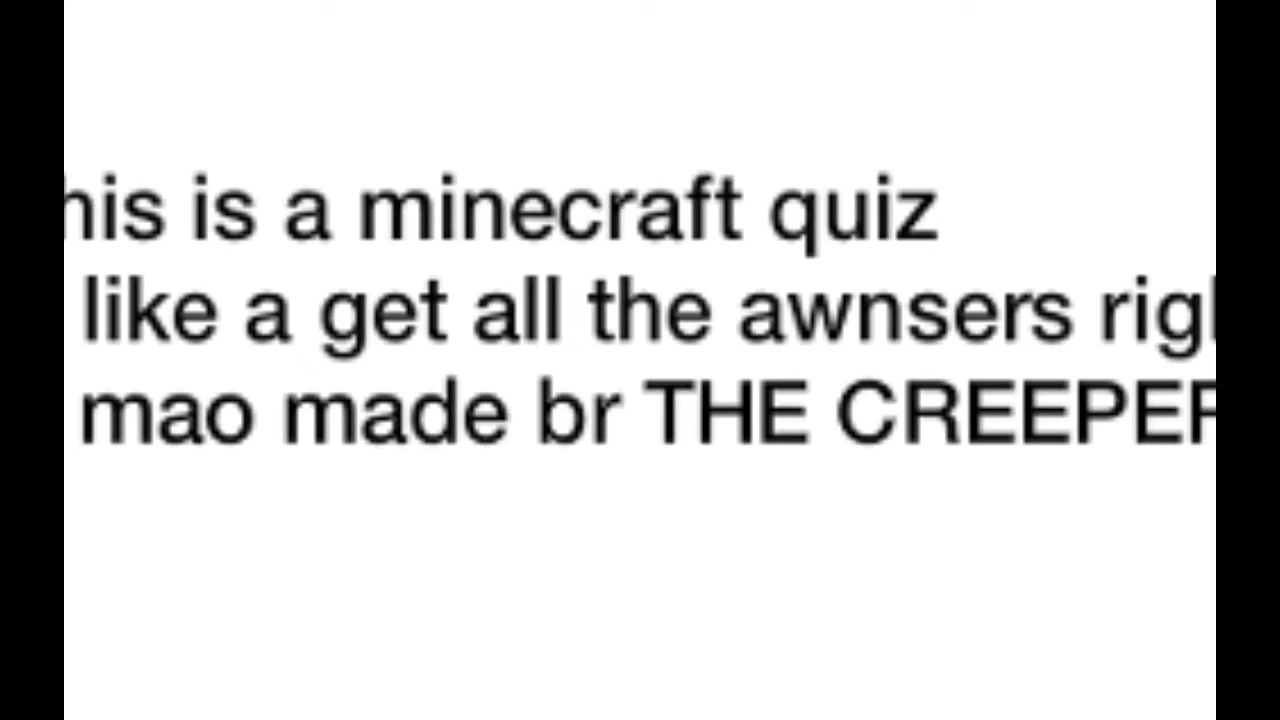 his is a minecraft quiz
like a get all the awnsers rig
mao made br THE CREEPER